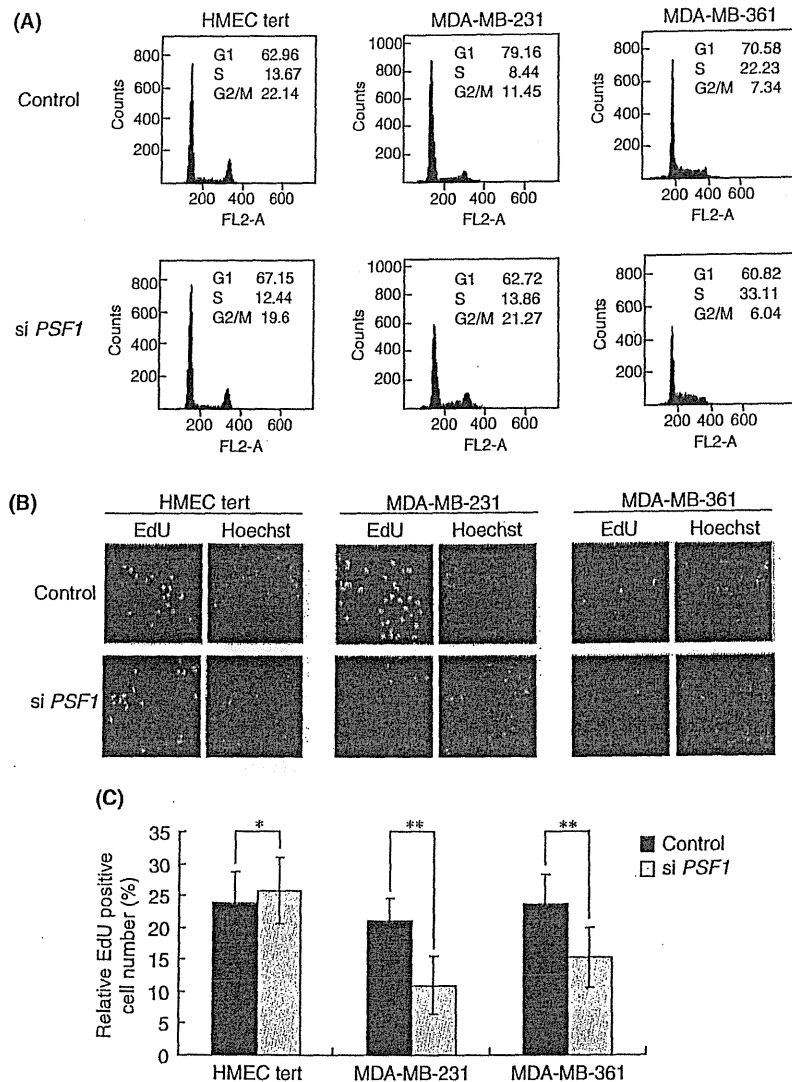 (A)
HMEC tert
MDA-MB-231
MDA-MB-361
Control
Counts
800
600
400
200
G1 62.96
S 13.67
G2/M 22.14
200 400 600
FL2-A
Counts
1000
800
600
400
200
G1 79.16
S 8.44
G2/M 11.45
200 400 600
FL2-A
Counts
800
600
400
200
G1 70.58
S 22.23
G2/M 7.34
200 400 600
FL2-A
si PSF1
Counts
800
600
400
200
G1 67.15
S 12.44
G2/M 19.6
200 400 600
FL2-A
Counts
1000
800
600
400
200
G1 62.72
S 13.86
G2/M 21.27
200 400 600
FL2-A
Counts
800
600
400
200
G1 60.82
S 33.11
G2/M 6.04
200 400 600
FL2-A
(B)
HMEC tert
MDA-MB-231
MDA-MB-361
EdU Hoechst
EdU Hoechst
EdU Hoechst
Control
si PSF1
(C)
Relative EdU positive
cell number (%)
35
30
25
20
15
10
5
0
*
**
**
Control
si PSF1
HMEC tert
MDA-MB-231
MDA-MB-361